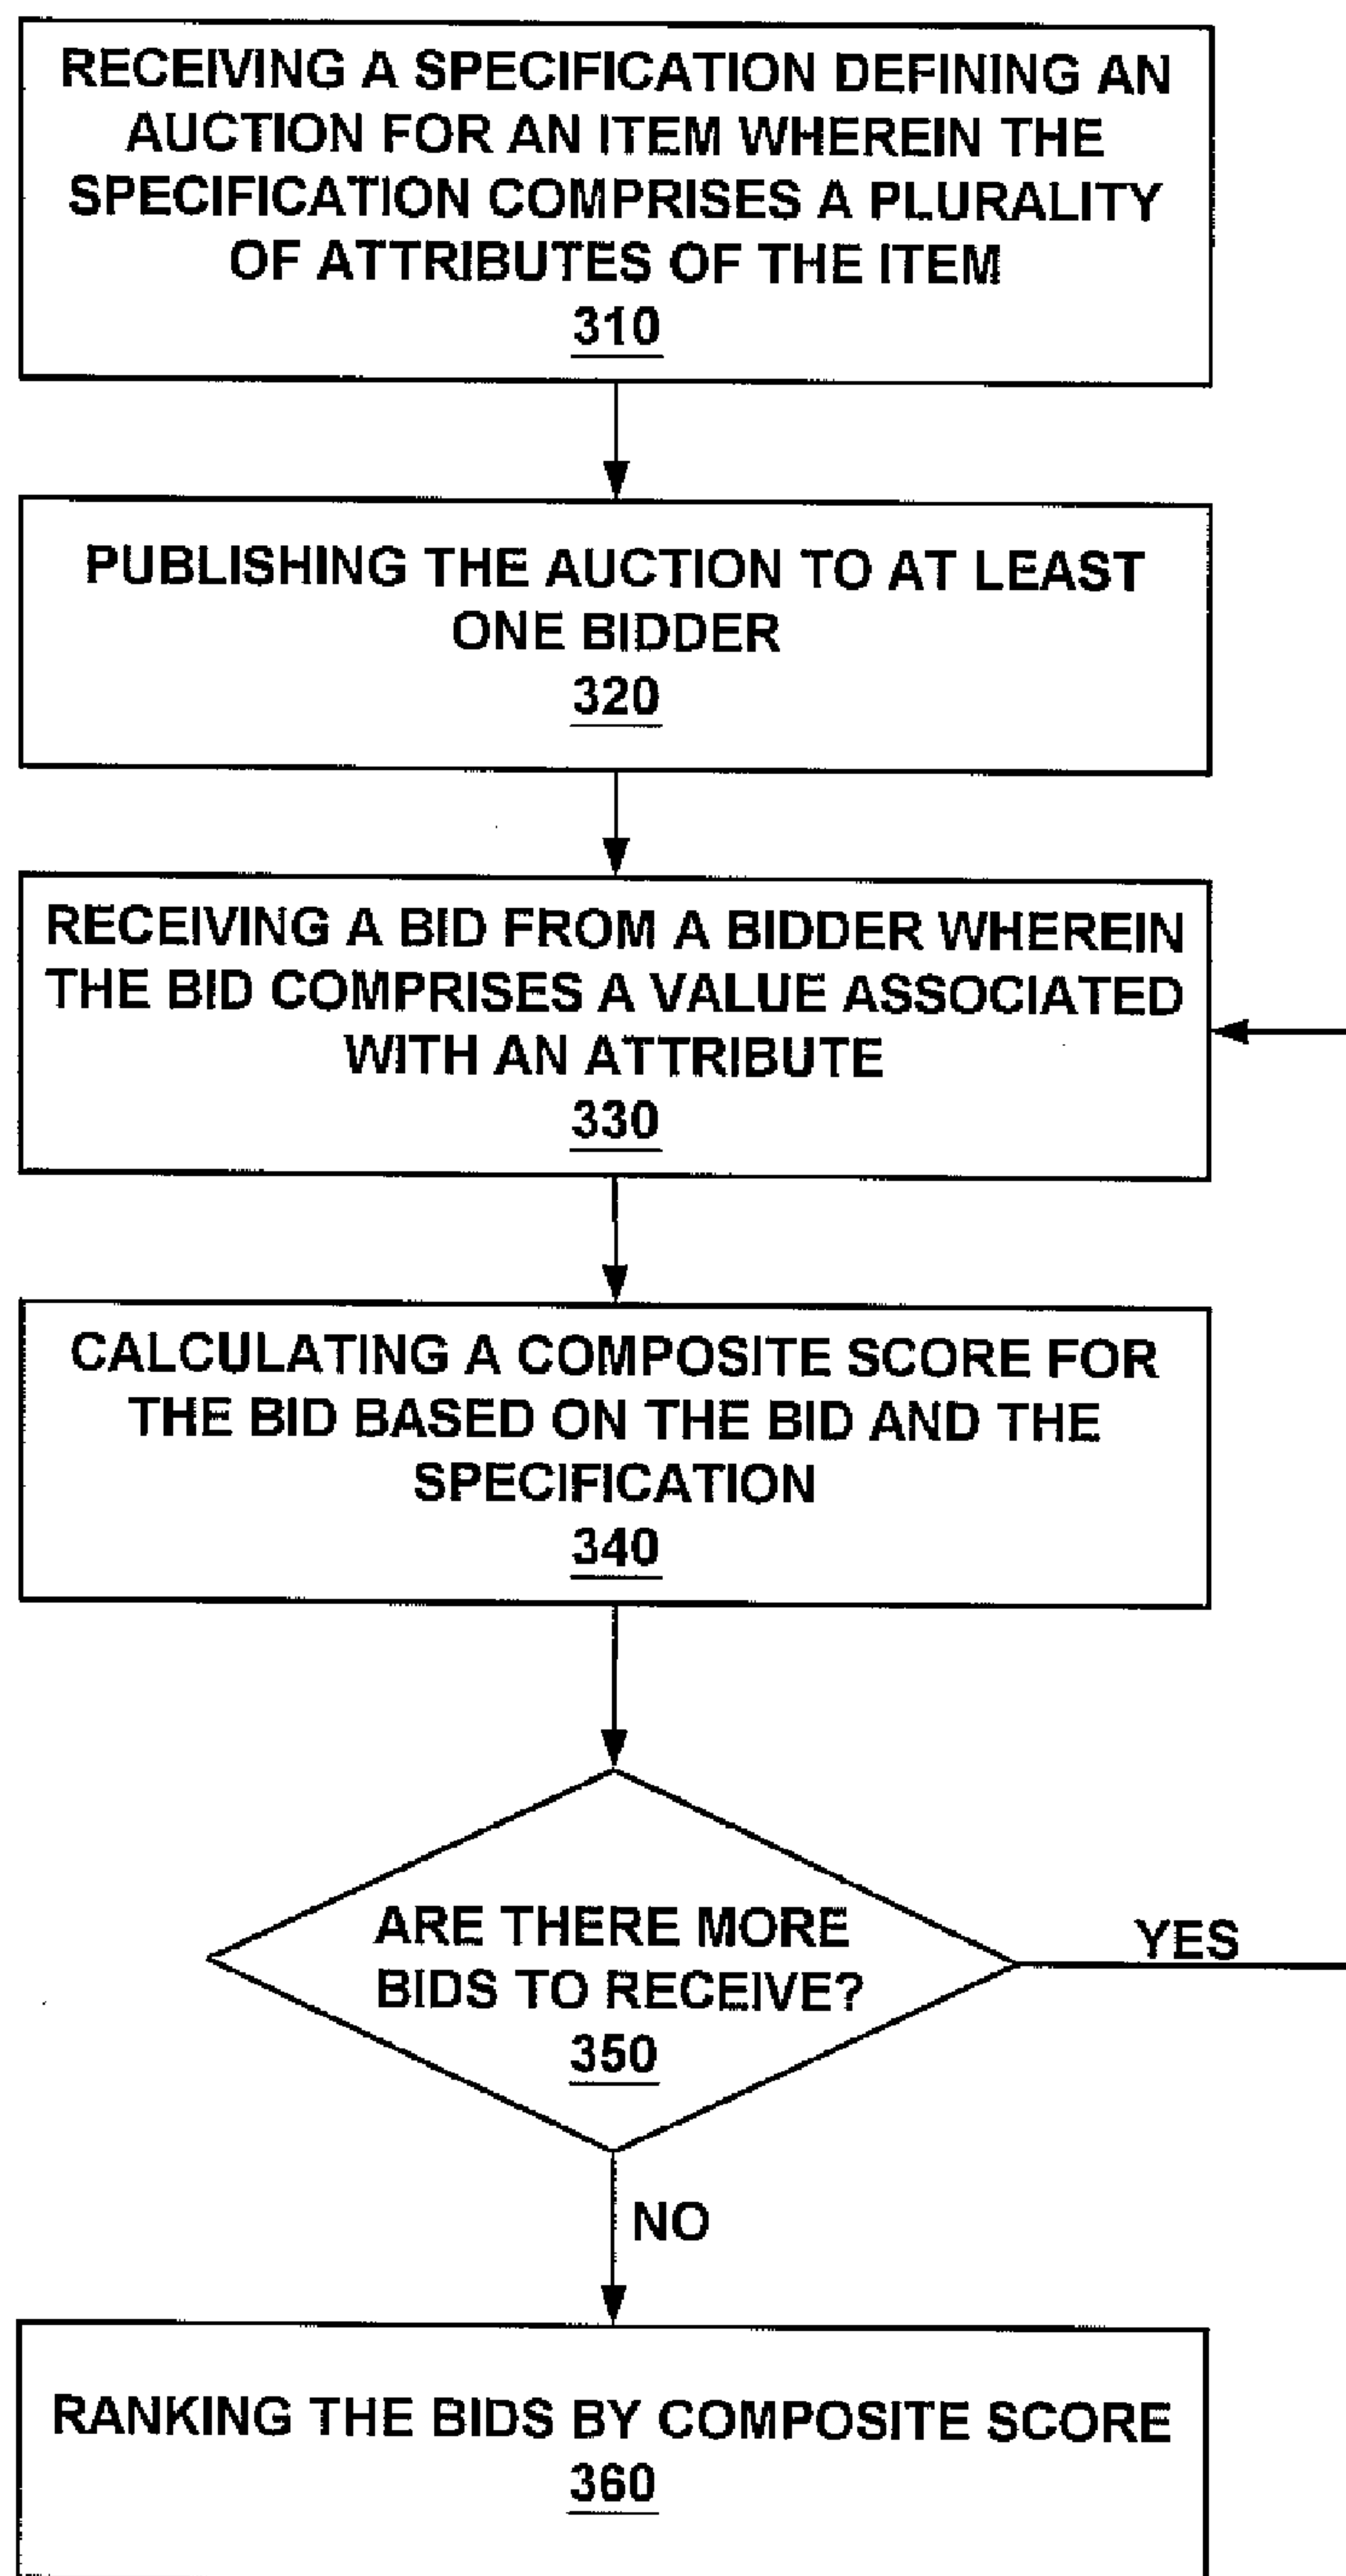 RECEIVING A SPECIFICATION DEFINING AN
AUCTION FOR AN ITEM WHEREIN THE
SPECIFICATION COMPRISES A PLURALITY
OF ATTRIBUTES OF THE ITEM
310
PUBLISHING THE AUCTION TO AT LEAST
ONE BIDDER
320
RECEIVING A BID FROM A BIDDER WHEREIN
THE BID COMPRISES A VALUE ASSOCIATED
WITH AN ATTRIBUTE
330
CALCULATING A COMPOSITE SCORE FOR
THE BID BASED ON THE BID AND THE
SPECIFICATION
340
ARE THERE MORE
BIDS TO RECEIVE?
350
YES
NO
RANKING THE BIDS BY COMPOSITE SCORE
360